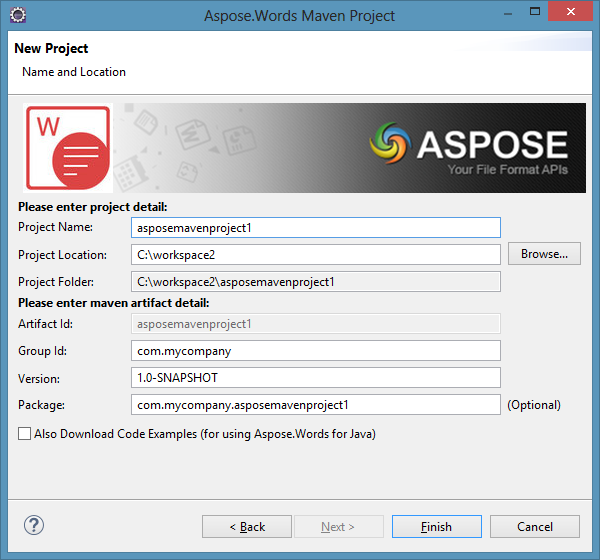 Aspose.Words Maven Project
New Project
Name and Location
W
ASPOSE
Your File Format APIs
Please enter project detail:
Project Name: asposemavenproject1
Project Location: C:\workspace2 Browse...
Project Folder: C:\workspace2\asposemavenproject1
Please enter maven artifact detail:
Artifact Id: asposemavenproject1
Group Id: com.mycompany
Version: 1.0-SNAPSHOT
Package: com.mycompany.asposemavenproject1 (Optional)
Also Download Code Examples (for using Aspose.Words for Java)
? < Back Next > Finish Cancel